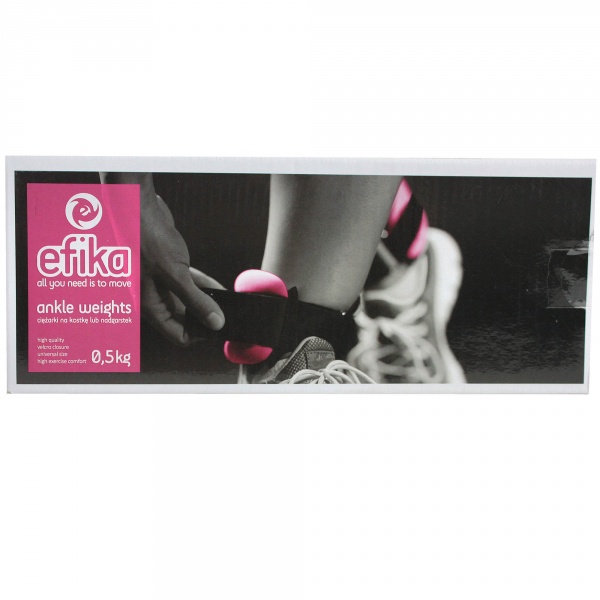 efika
all you need is to move
ankle weights
ciężarki na kostkę lub nadgarstek
high quality
velcro closure
universal size
high exercise comfort
0,5kg